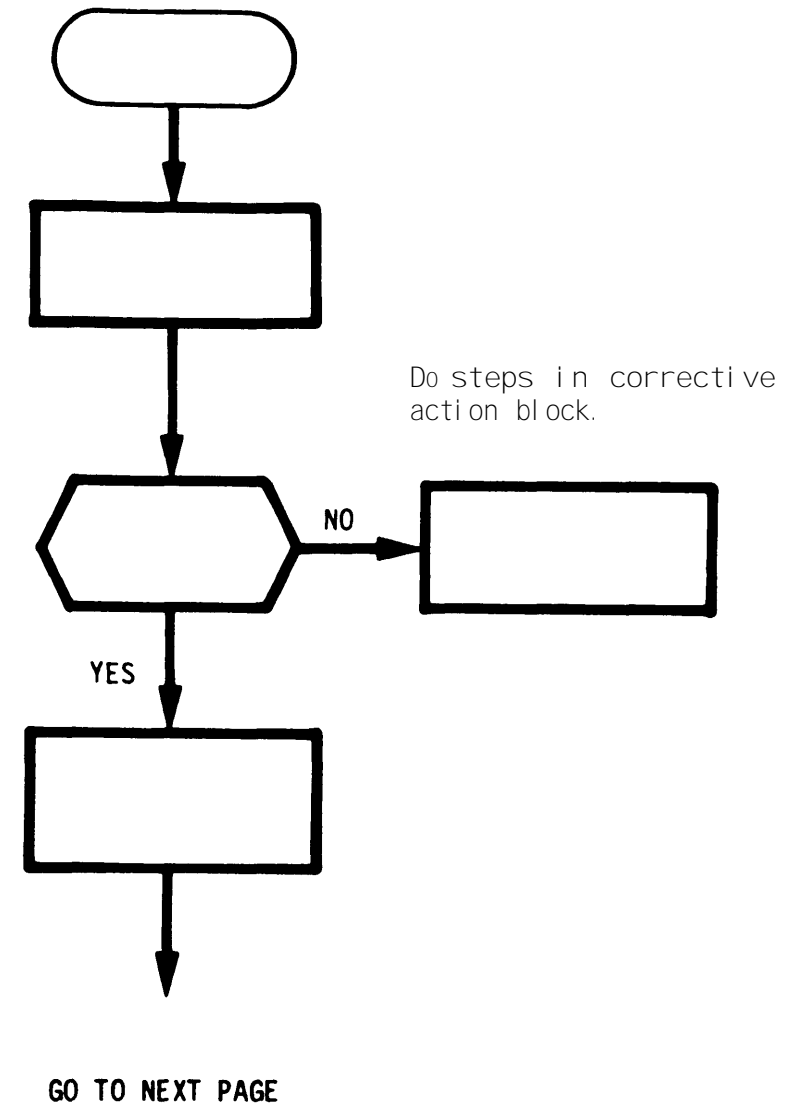 Do steps in corrective
action block.
NO
YES
GO TO NEXT PAGE